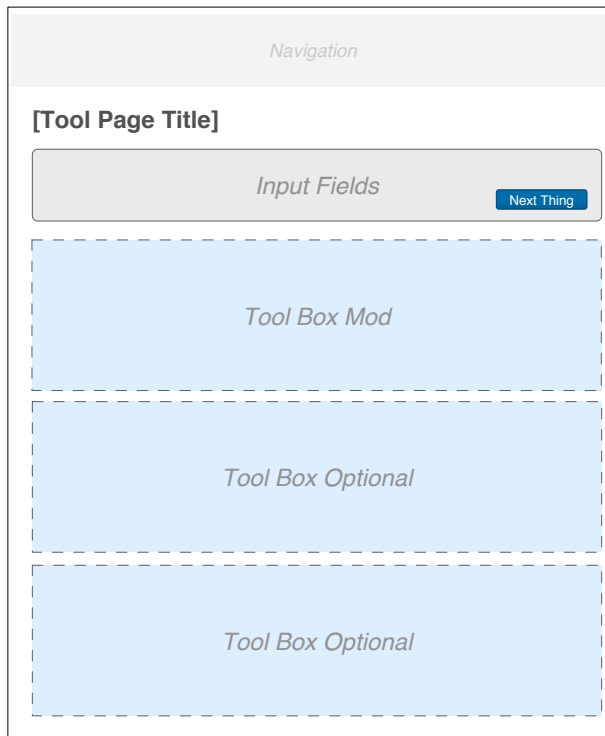 Navigation
[Tool Page Title]
Input Fields
Next Thing
Tool Box Mod
Tool Box Optional
Tool Box Optional